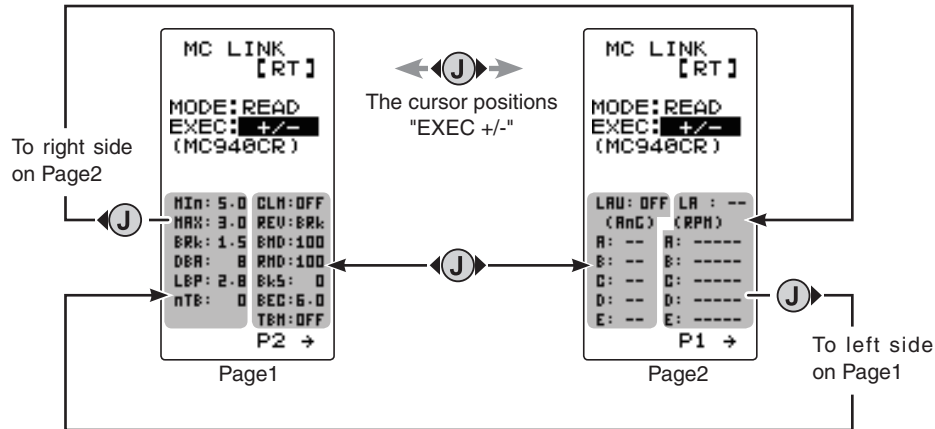 MC LINK
[RT]
MODE:READ
EXEC: +/-
(MC940CR)
MIn: 5.0 CLM:OFF
MAX: 3.0 REV:BRk
BRk: 1.5 BMD:100
DBA: 8 RMD:100
LBP: 2.8 BkS: 0
nTB: 0 BEC:6.0
TBM:OFF
P2 →
Page1
To right side
on Page2
J
J
The cursor positions
"EXEC +/-"
J
MC LINK
[RT]
MODE:READ
EXEC: +/-
(MC940CR)
LAU: OFF LA : --
(AnG) (RPM)
A: -- A: -----
B: -- B: -----
C: -- C: -----
D: -- D: -----
E: -- E: -----
P1 →
Page2
J
To left side
on Page1